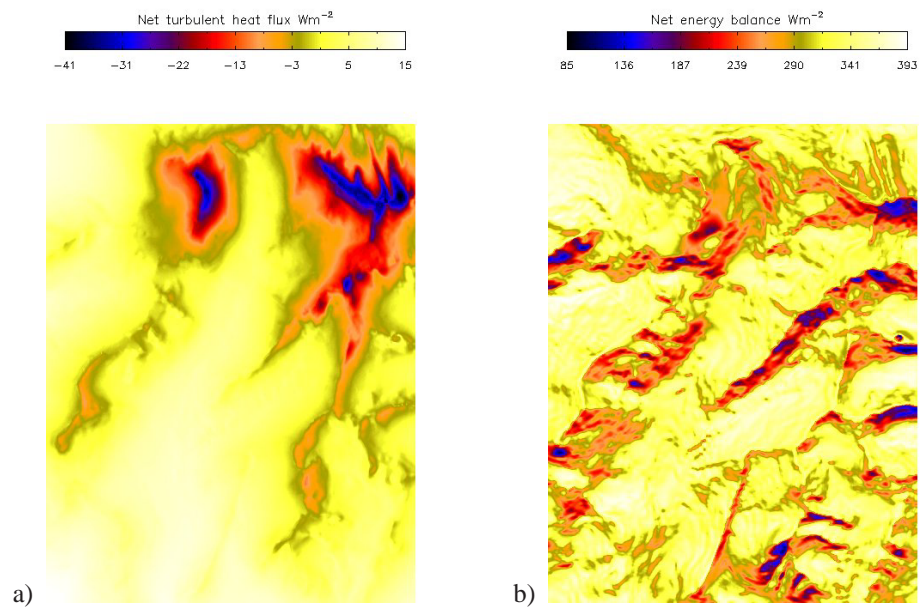 Net turbulent heat flux Wm⁻²
−41 −31 −22 −13 −3 5 15
Net energy balance Wm⁻²
85 136 187 239 290 341 393
a)
b)